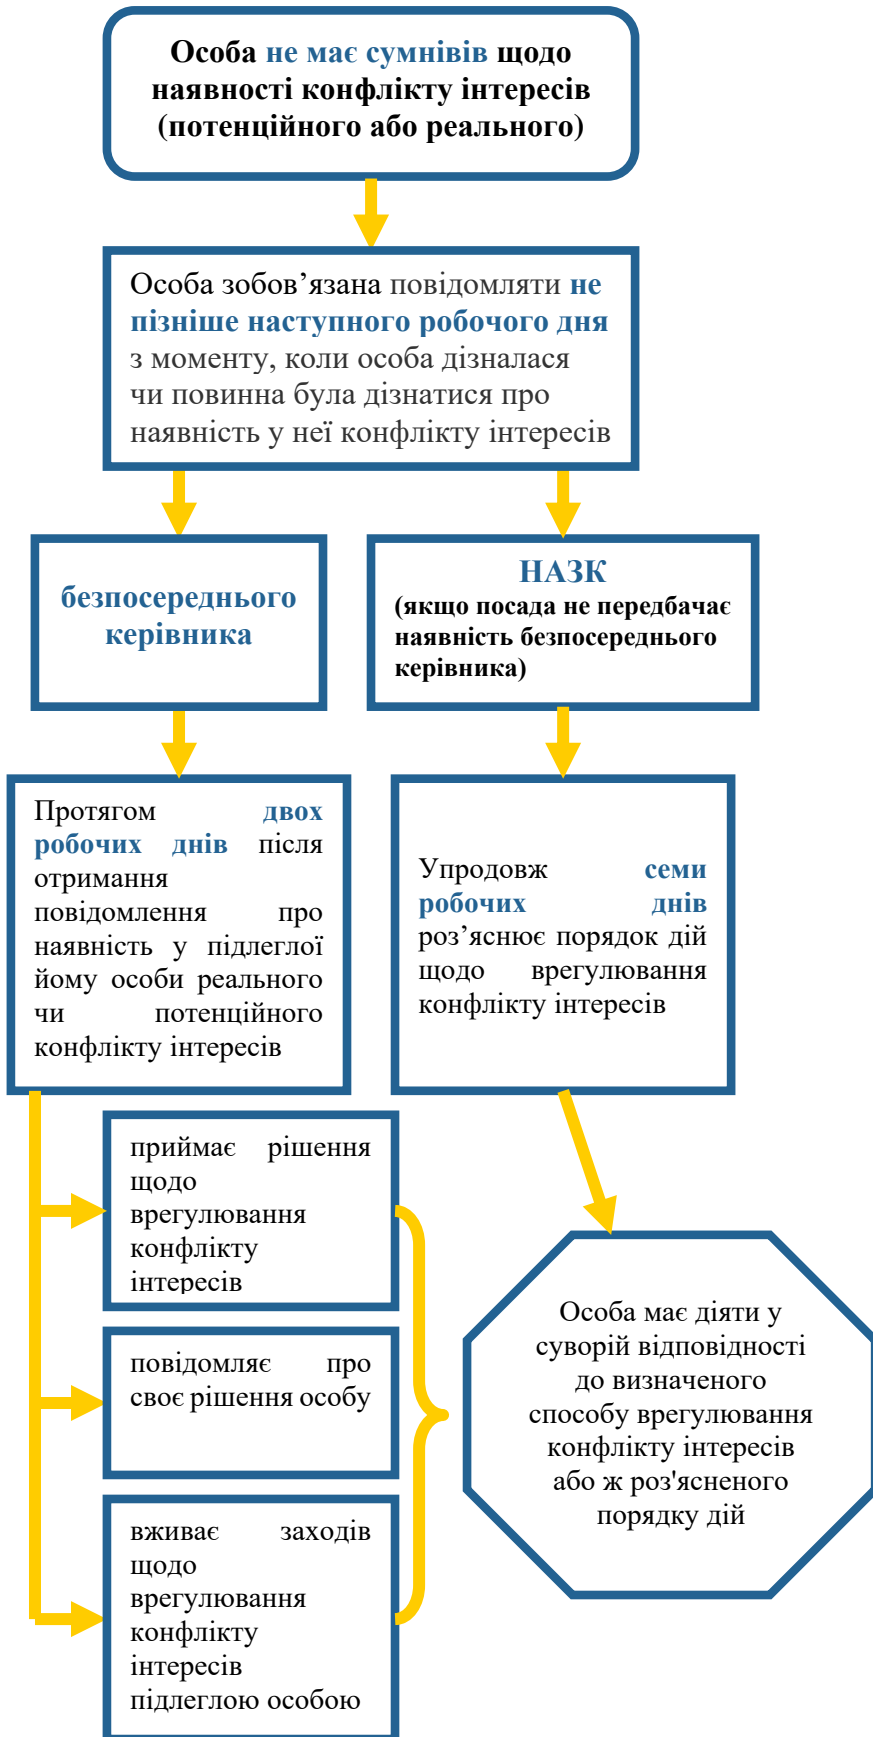 Особа не має сумнівів щодо
наявності конфлікту інтересів
(потенційного або реального)
Особа зобов’язана повідомляти не
пізніше наступного робочого дня
з моменту, коли особа дізналася
чи повинна була дізнатися про
наявність у неї конфлікту інтересів
безпосереднього
керівника
НАЗК
(якщо посада не передбачає
наявність безпосереднього
керівника)
Протягом двох
робочих днів після
отримання
повідомлення про
наявність у підлеглої
йому особи реального
чи потенційного
конфлікту інтересів
Упродовж семи
робочих днів
роз’яснює порядок дій
щодо врегулювання
конфлікту інтересів
приймає рішення
щодо
врегулювання
конфлікту
інтересів
повідомляє про
своє рішення особу
вживає заходів
щодо
врегулювання
конфлікту
інтересів
підлеглою особою
Особа має діяти у
суворій відповідності
до визначеного
способу врегулювання
конфлікту інтересів
або ж роз'ясненого
порядку дій